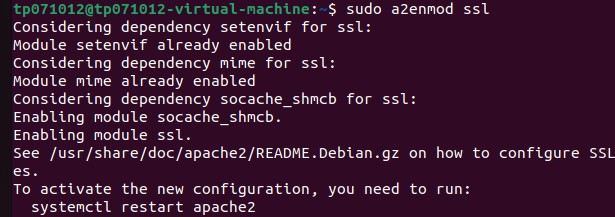 tp071012@tp071012-virtual-machine:~$ sudo a2enmod ssl
Considering dependency setenvif for ssl:
Module setenvif already enabled
Considering dependency mime for ssl:
Module mime already enabled
Considering dependency socache_shmcb for ssl:
Enabling module socache_shmcb.
Enabling module ssl.
See /usr/share/doc/apache2/README.Debian.gz on how to configure SSL
es.
To activate the new configuration, you need to run:
  systemctl restart apache2